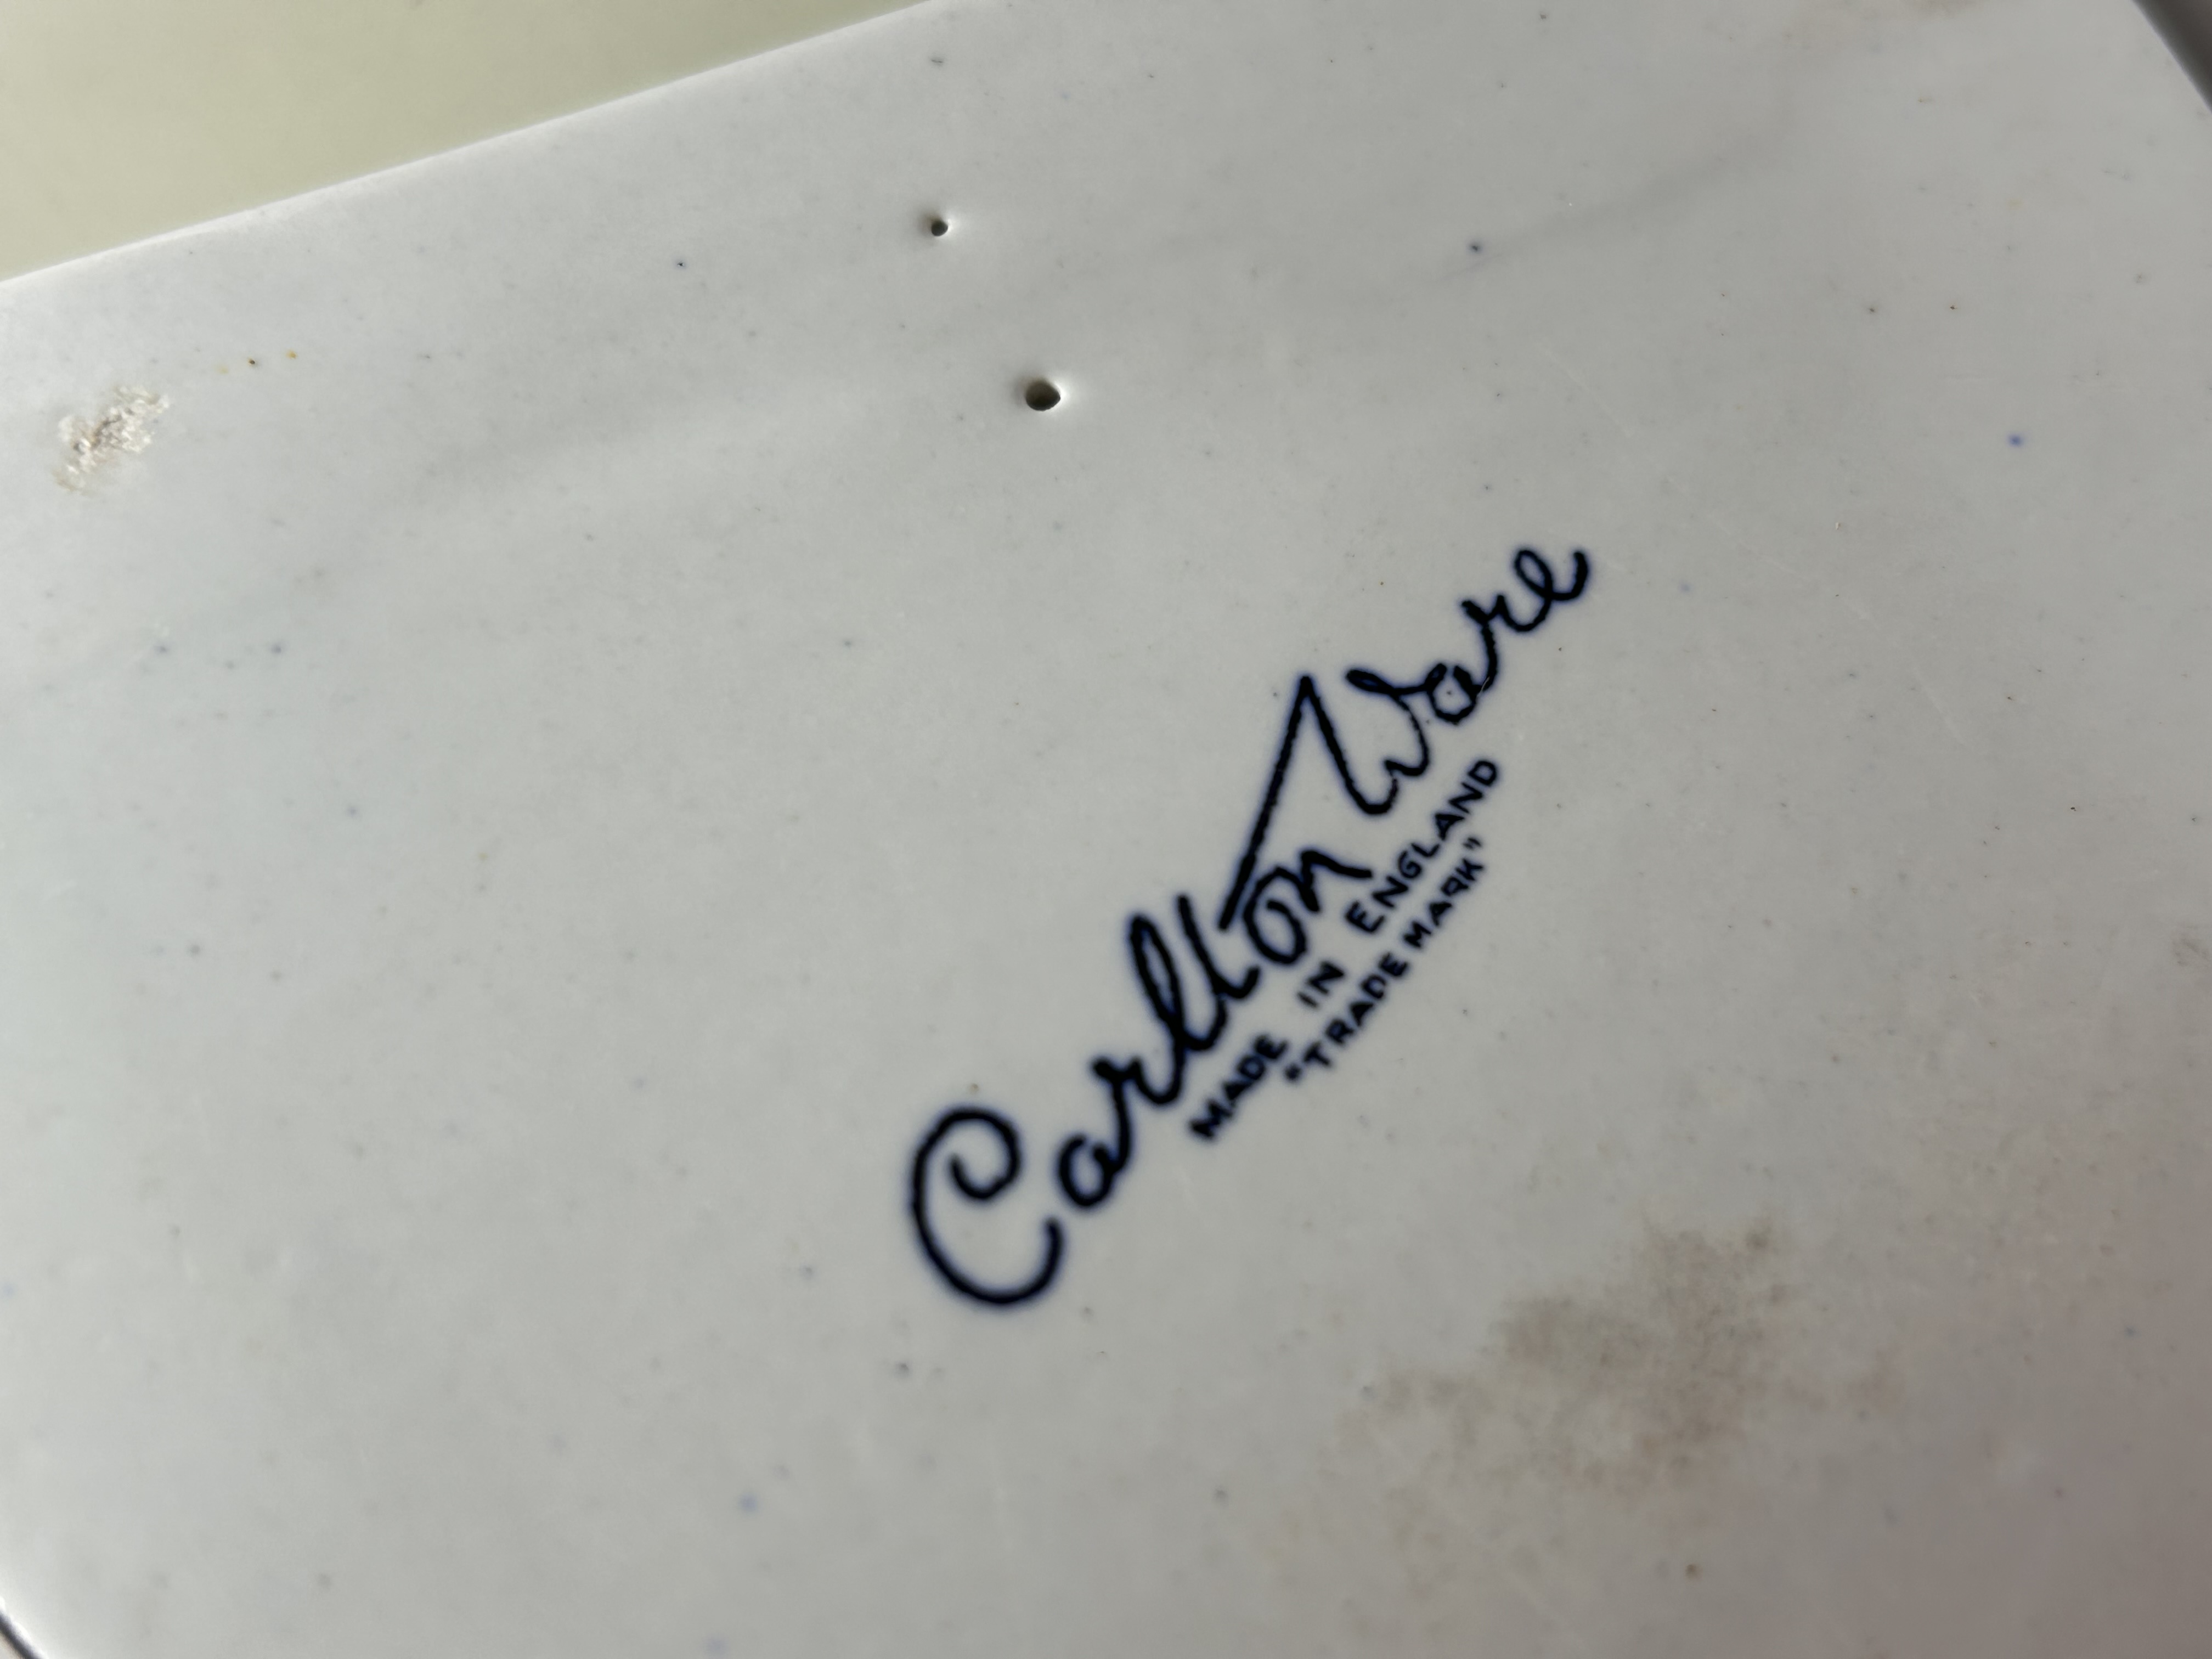 Carlton Ware
MADE IN ENGLAND
"TRADE MARK"